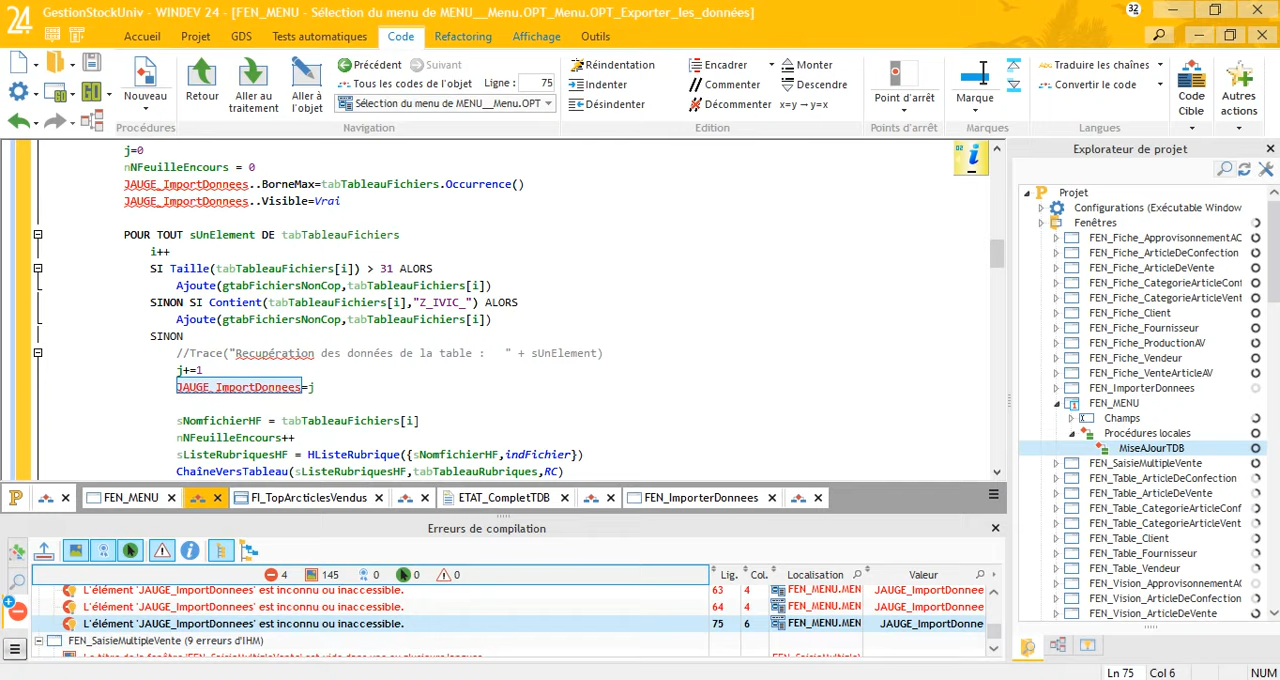 GestionStockUniv - WINDEV 24 - [FEN_MENU - Sélection du menu de MENU__Menu.OPT_Menu.OPT_Exporter_les_données]
24
32
Accueil Projet GDS Tests automatiques Code Refactoring Affichage Outils
Précédent Suivant
Tous les codes de l'objet Ligne : 75
Sélection du menu de MENU__Menu.OPT
Nouveau Retour Aller au traitement Aller à l'objet
Réindentation Encadrer Monter
Indenter Commenter Descendre
Désindenter Décommenter x=y→y=x
Point d'arrêt Marque
Traduire les chaînes
Convertir le code
Code Cible Autres actions
Procédures Navigation Edition Points d'arrêt Marques Langues
j=0
nNFeuilleEncours = 0
JAUGE_ImportDonnees..BorneMax=tabTableauFichiers.Occurrence()
JAUGE_ImportDonnees..Visible=Vrai
POUR TOUT sUnElement DE tabTableauFichiers
i++
SI Taille(tabTableauFichiers[i]) > 31 ALORS
Ajoute(gtabFichiersNonCop,tabTableauFichiers[i])
SINON SI Contient(tabTableauFichiers[i],"Z_IVIC_") ALORS
Ajoute(gtabFichiersNonCop,tabTableauFichiers[i])
SINON
//Trace("Recupération des données de la table :   " + sUnElement)
j+=1
JAUGE_ImportDonnees=j
sNomfichierHF = tabTableauFichiers[i]
nNFeuilleEncours++
sListeRubriquesHF = HListeRubrique({sNomfichierHF,indFichier})
ChaîneVersTableau(sListeRubriquesHF,tabTableauRubriques,RC)
FEN_MENU FI_TopArcticlesVendus ETAT_CompletTDB FEN_ImporterDonnees
Erreurs de compilation
4 145 0 0 0 Lig. Col. Localisation Valeur
L'élément 'JAUGE_ImportDonnees' est inconnu ou inaccessible. 63 4 FEN_MENU.MEN JAUGE_ImportDonnee
L'élément 'JAUGE_ImportDonnees' est inconnu ou inaccessible. 64 4 FEN_MENU.MEN JAUGE_ImportDonnee
L'élément 'JAUGE_ImportDonnees' est inconnu ou inaccessible. 75 6 FEN_MENU.MEN JAUGE_ImportDonne
FEN_SaisieMultipleVente (9 erreurs d'IHM)
Explorateur de projet
Projet
Configurations (Exécutable Window
Fenêtres
FEN_Fiche_ApprovisonnementAC
FEN_Fiche_ArticleDeConfection
FEN_Fiche_ArticleDeVente
FEN_Fiche_CategorieArticleConf
FEN_Fiche_CategorieArticleVent
FEN_Fiche_Client
FEN_Fiche_Fournisseur
FEN_Fiche_ProductionAV
FEN_Fiche_Vendeur
FEN_Fiche_VenteArticleAV
FEN_ImporterDonnees
FEN_MENU
Champs
Procédures locales
MiseAJourTDB
FEN_SaisieMultipleVente
FEN_Table_ArticleDeConfection
FEN_Table_ArticleDeVente
FEN_Table_CategorieArticleConf
FEN_Table_CategorieArticleVent
FEN_Table_Client
FEN_Table_Fournisseur
FEN_Table_Vendeur
FEN_Vision_ApprovisonnementA
FEN_Vision_ArticleDeConfection
FEN_Vision_ArticleDeVente
Ln 75 Col 6 NUM